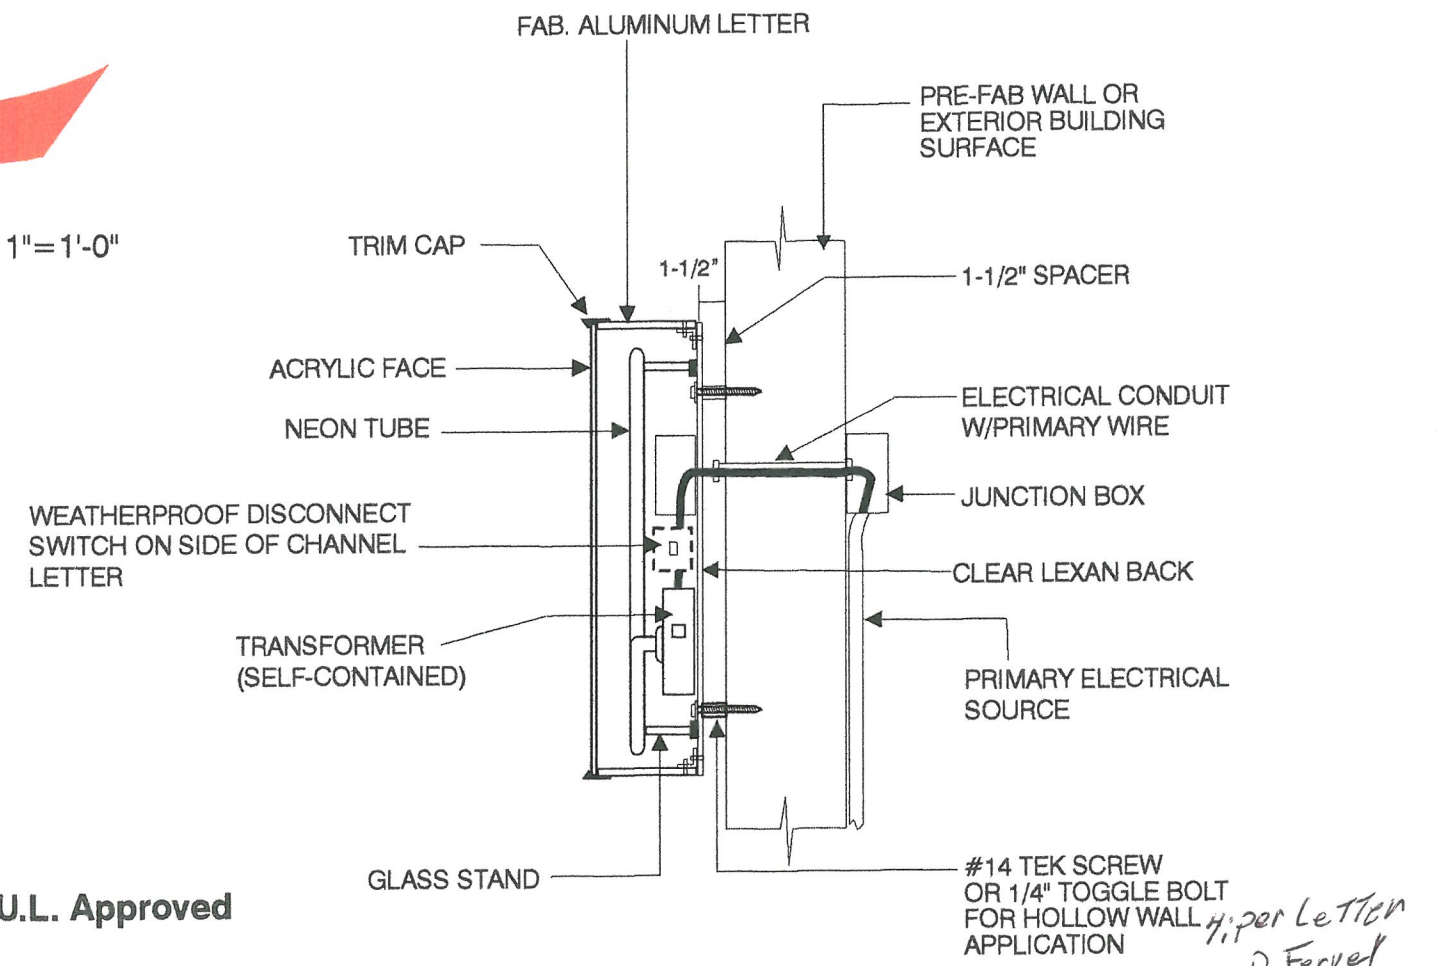 FAB. ALUMINUM LETTER
PRE-FAB WALL OR
EXTERIOR BUILDING
SURFACE
1"=1'-0"
TRIM CAP
1-1/2"
1-1/2" SPACER
ACRYLIC FACE
NEON TUBE
ELECTRICAL CONDUIT
W/PRIMARY WIRE
JUNCTION BOX
WEATHERPROOF DISCONNECT
SWITCH ON SIDE OF CHANNEL
LETTER
CLEAR LEXAN BACK
TRANSFORMER
(SELF-CONTAINED)
PRIMARY ELECTRICAL
SOURCE
GLASS STAND
#14 TEK SCREW
OR 1/4" TOGGLE BOLT
FOR HOLLOW WALL
APPLICATION
U.L. Approved
per LeTTer